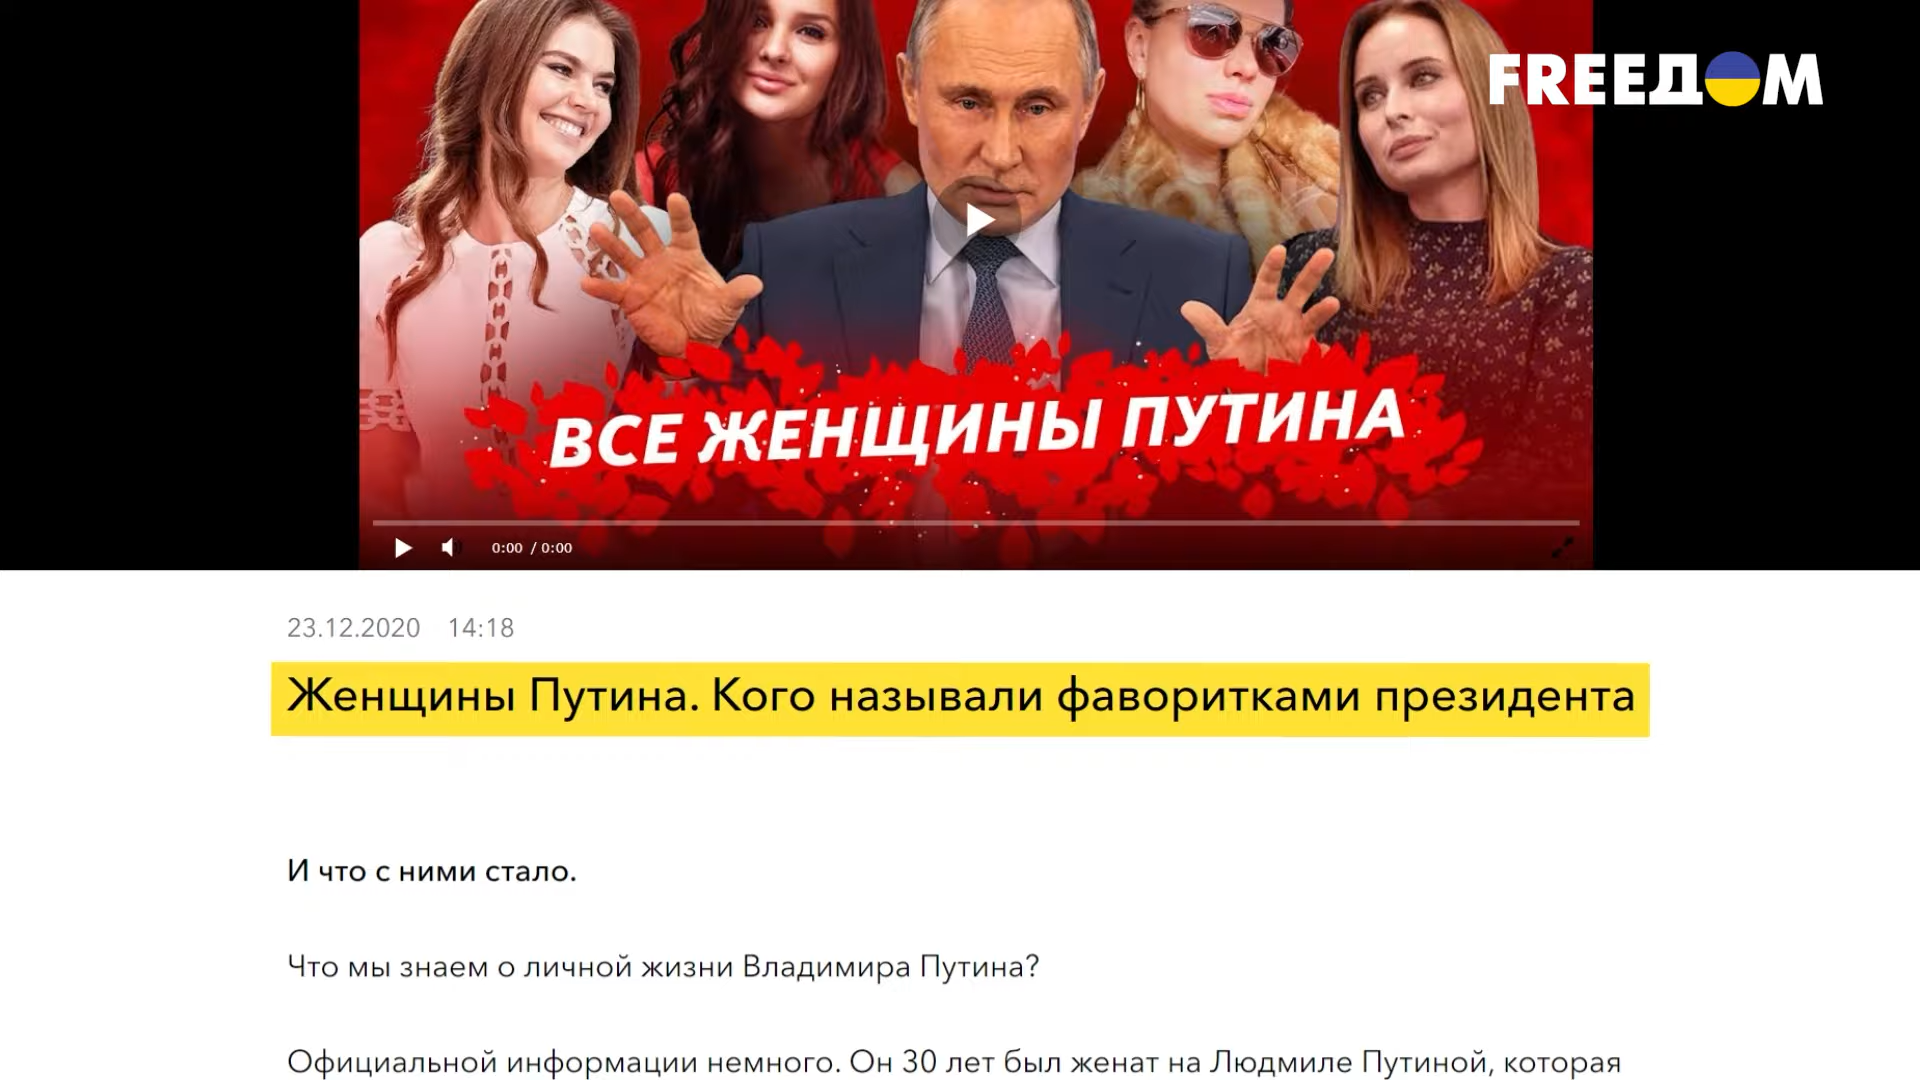 FREEДОM
ВСЕ ЖЕНЩИНЫ ПУТИНА
0:00 / 0:00
23.12.2020 14:18
Женщины Путина. Кого называли фаворитками президента
И что с ними стало.
Что мы знаем о личной жизни Владимира Путина?
Официальной информации немного. Он 30 лет был женат на Людмиле Путиной, которая